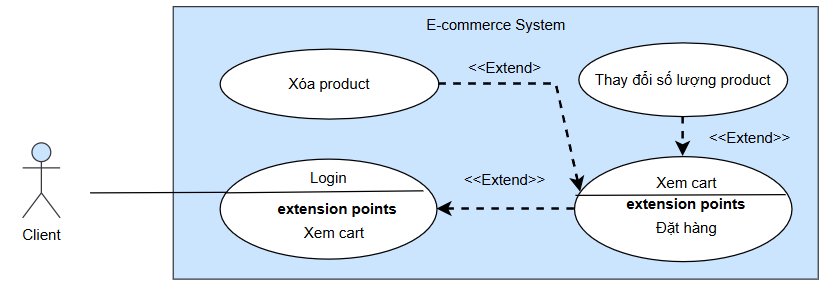 E-commerce System
<<Extend>
Xóa product
Thay đổi số lượng product
<<Extend>>
Login
<<Extend>>
Xem cart
extension points
extension points
Xem cart
Đặt hàng
Client